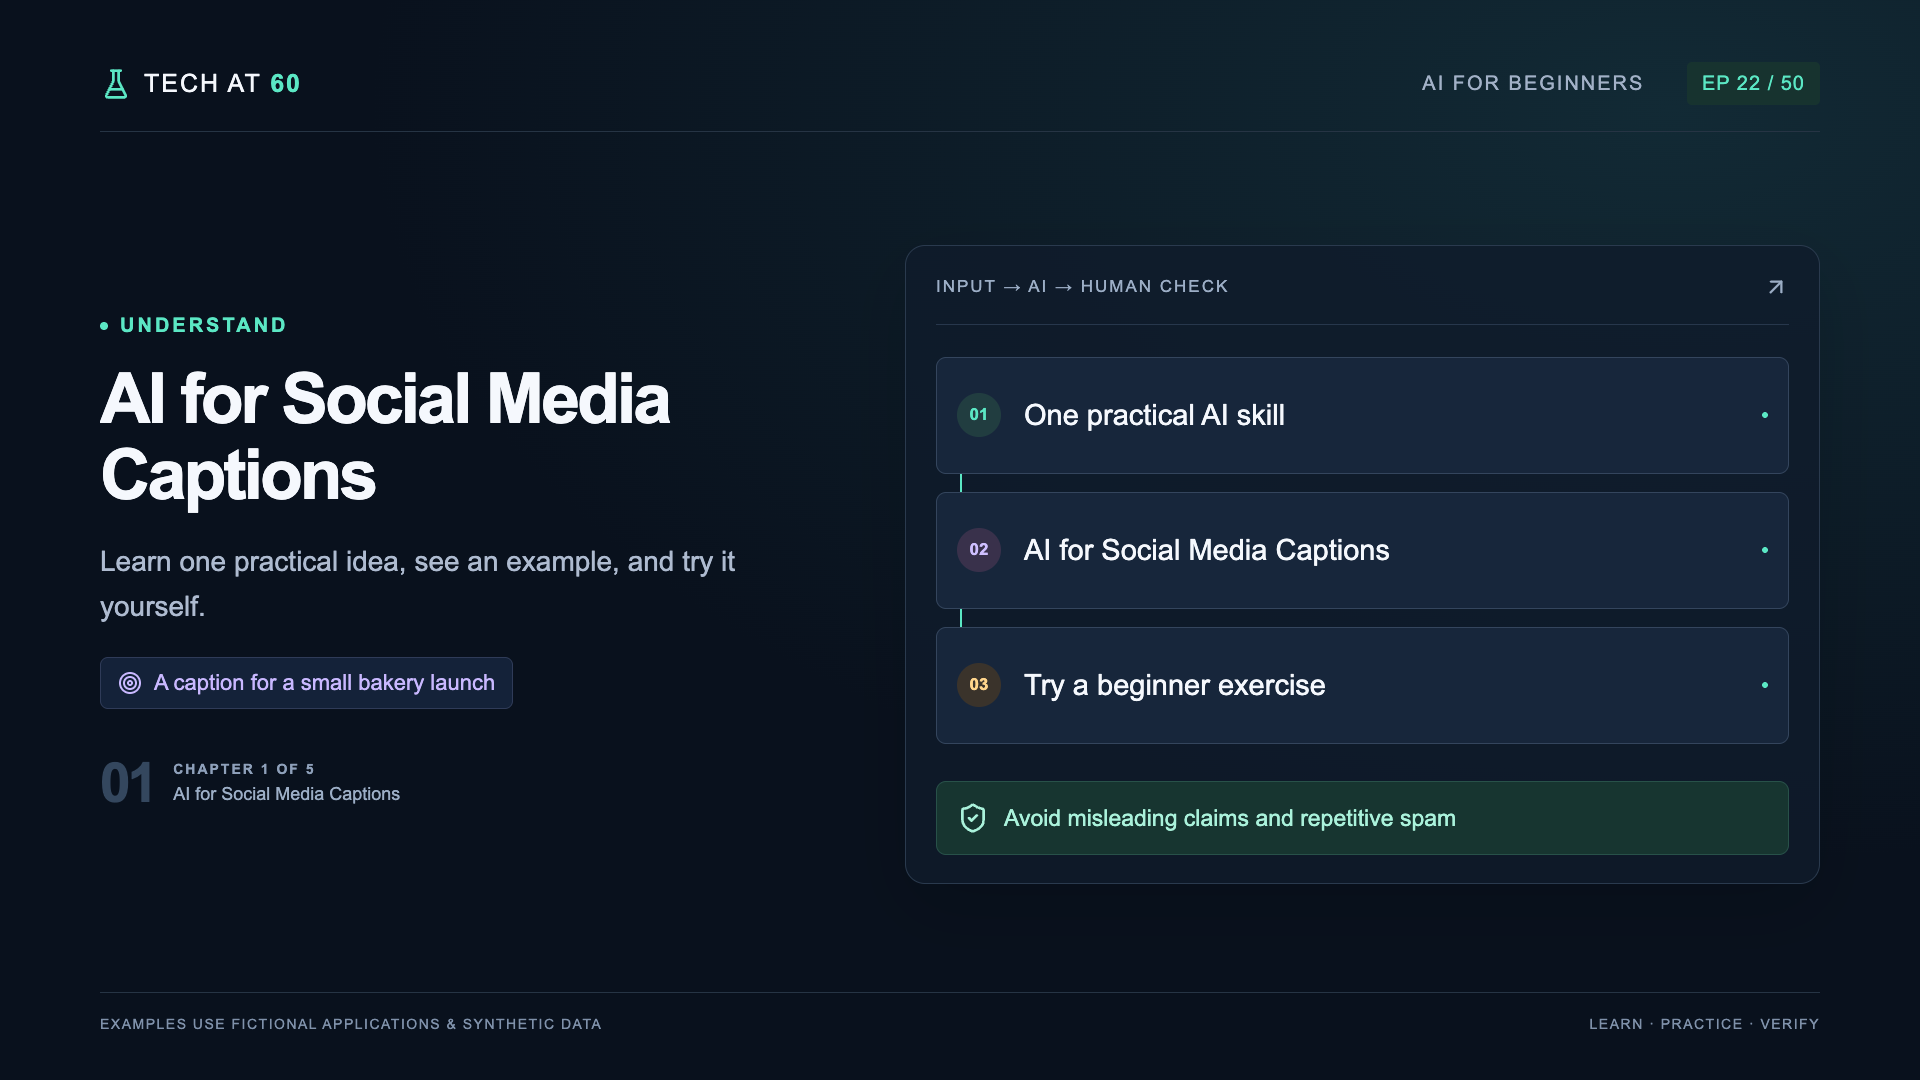 TECH AT 60
AI FOR BEGINNERS
EP 22 / 50
UNDERSTAND
AI for Social Media
Captions
Learn one practical idea, see an example, and try it
yourself.
A caption for a small bakery launch
01
CHAPTER 1 OF 5
AI for Social Media Captions
INPUT → AI → HUMAN CHECK
01
One practical AI skill
02
AI for Social Media Captions
03
Try a beginner exercise
Avoid misleading claims and repetitive spam
EXAMPLES USE FICTIONAL APPLICATIONS & SYNTHETIC DATA
LEARN · PRACTICE · VERIFY